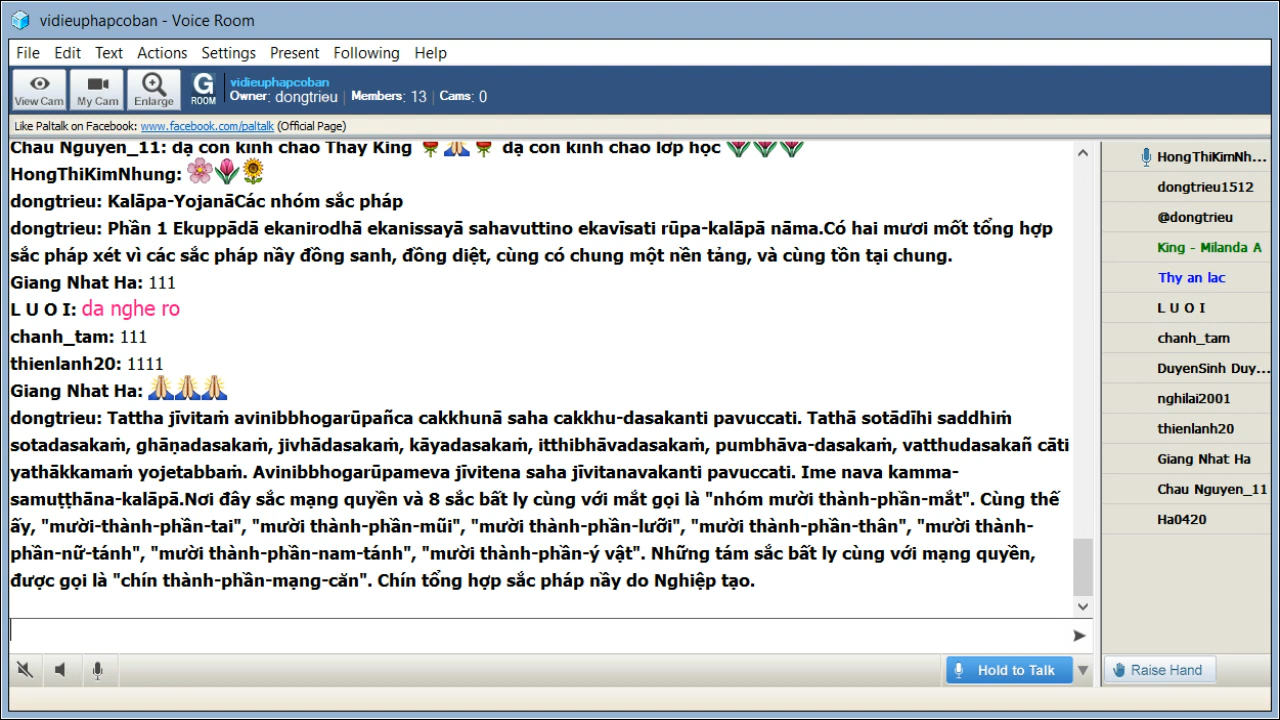 vidieuphapcoban - Voice Room
File Edit Text Actions Settings Present Following Help
View Cam
My Cam
Enlarge
G
ROOM
vidieuphapcoban
Owner: dongtrieu | Members: 13 | Cams: 0
Like Paltalk on Facebook: www.facebook.com/paltalk (Official Page)
Chau Nguyen_11: dạ con kính chào Thay King 🌹🙏🌹 dạ con kính chào lớp học 🌷🌷🌷
HongThiKimNhung: 🌸🌷🌻
dongtrieu: Kalāpa-YojanāCác nhóm sắc pháp
dongtrieu: Phần 1 Ekuppādā ekanirodhā ekanissayā sahavuttino ekavīsati rūpa-kalāpā nāma.Có hai mươi mốt tổng hợp
sắc pháp xét vì các sắc pháp nầy đồng sanh, đồng diệt, cùng có chung một nền tảng, và cùng tồn tại chung.
Giang Nhat Ha: 111
L U O I: da nghe ro
chanh_tam: 111
thienlanh20: 1111
Giang Nhat Ha: 🙏🙏🙏
dongtrieu: Tattha jīvitaṁ avinibbhogarūpañca cakkhunā saha cakkhu-dasakanti pavuccati. Tathā sotādīhi saddhiṁ
sotadasakaṁ, ghāṇadasakaṁ, jivhādasakaṁ, kāyadasakaṁ, itthibhāvadasakaṁ, pumbhāva-dasakaṁ, vatthudasakañ cāti
yathākkamaṁ yojetabbaṁ. Avinibbhogarūpameva jīvitena saha jīvitanavakanti pavuccati. Ime nava kamma-
samuṭṭhāna-kalāpā.Nơi đây sắc mạng quyền và 8 sắc bất ly cùng với mắt gọi là "nhóm mười thành-phần-mắt". Cùng thế
ấy, "mười-thành-phần-tai", "mười thành-phần-mũi", "mười thành-phần-lưỡi", "mười thành-phần-thân", "mười thành-
phần-nữ-tánh", "mười thành-phần-nam-tánh", "mười thành-phần-ý vật". Những tám sắc bất ly cùng với mạng quyền,
được gọi là "chín thành-phần-mạng-căn". Chín tổng hợp sắc pháp nầy do Nghiệp tạo.
Hold to Talk
HongThiKimNh...
dongtrieu1512
@dongtrieu
King - Milanda A
Thy an lac
L U O I
chanh_tam
DuyenSinh Duy...
nghilai2001
thienlanh20
Giang Nhat Ha
Chau Nguyen_11
Ha0420
Raise Hand